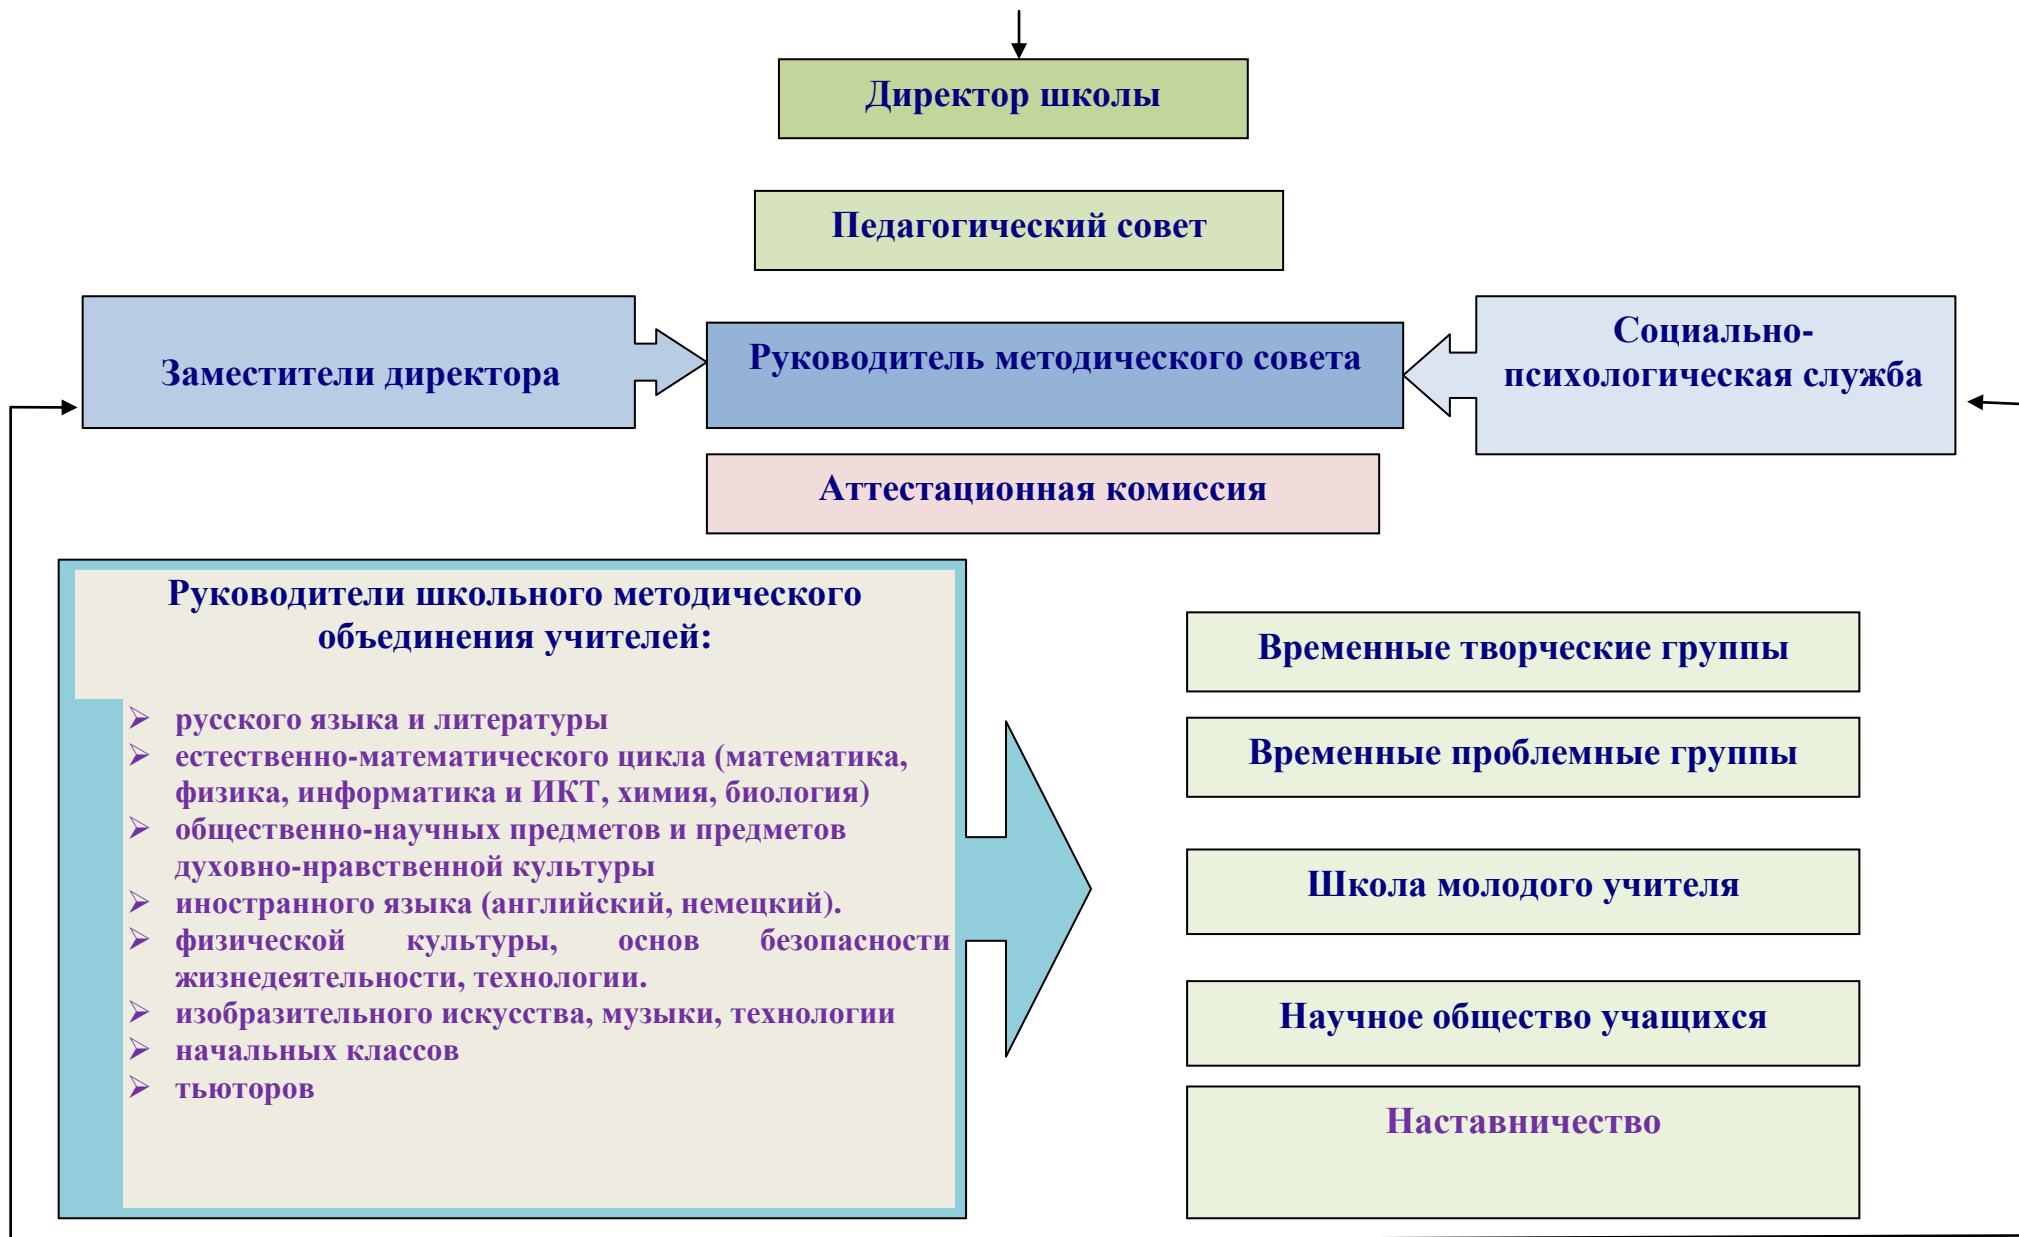 Директор школы
Педагогический совет
Заместители директора
Руководитель методического совета
Социально-
психологическая служба
Аттестационная комиссия
Руководители школьного методического
объединения учителей:
русского языка и литературы
естественно-математического цикла (математика,
физика, информатика и ИКТ, химия, биология)
общественно-научных предметов и предметов
духовно-нравственной культуры
иностранного языка (английский, немецкий).
физической культуры, основ безопасности
жизнедеятельности, технологии.
изобразительного искусства, музыки, технологии
начальных классов
тьюторов
Временные творческие группы
Временные проблемные группы
Школа молодого учителя
Научное общество учащихся
Наставничество